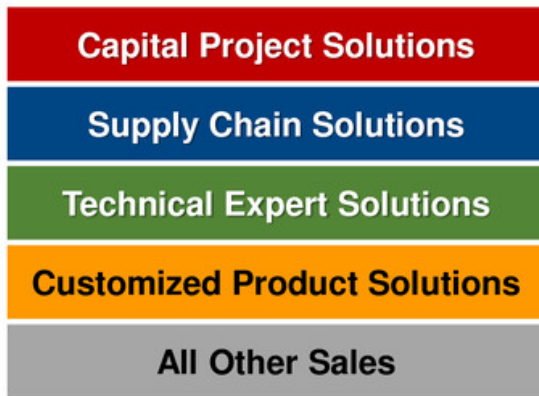 Capital Project Solutions
Supply Chain Solutions
Technical Expert Solutions
Customized Product Solutions
All Other Sales